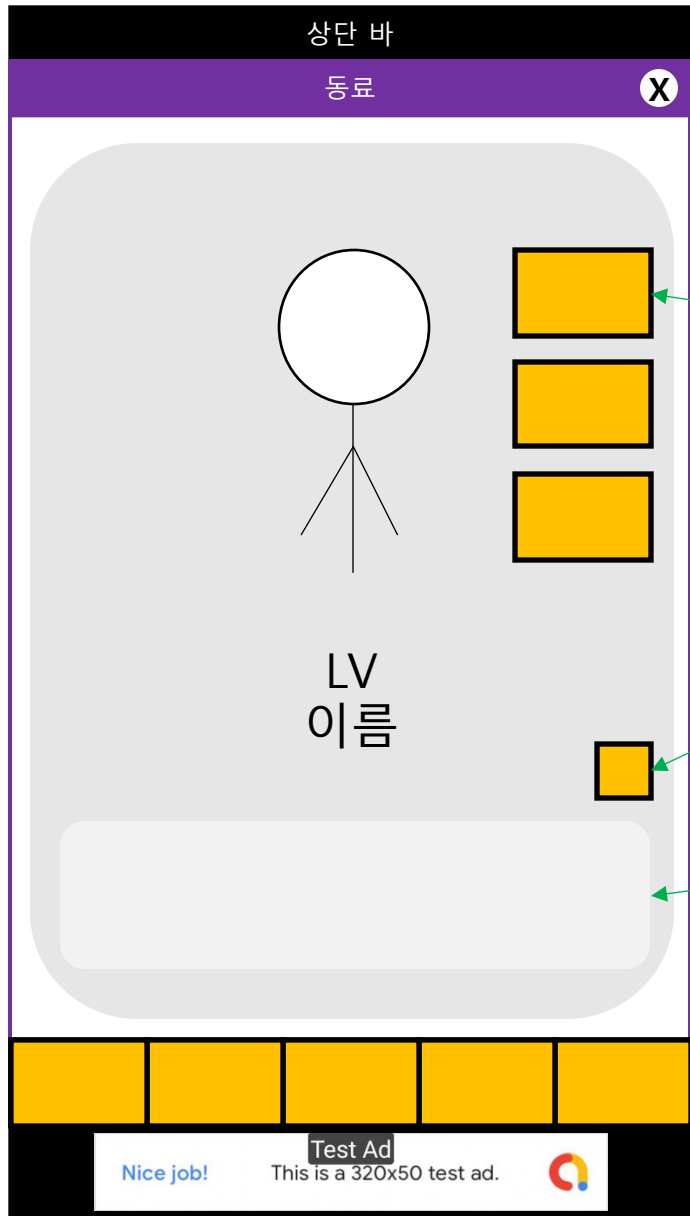 상단 바
동료
X
LV
이름
Test Ad
Nice job!
This is a 320x50 test ad.